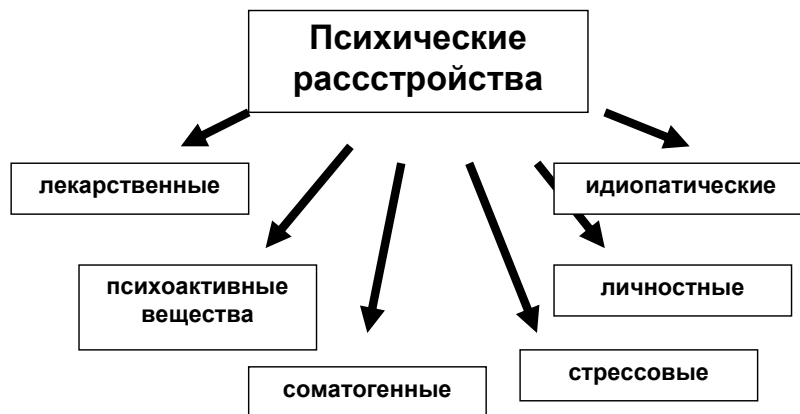 Психические
рассстройства
лекарственные
идиопатические
психоактивные
вещества
личностные
соматогенные
стрессовые